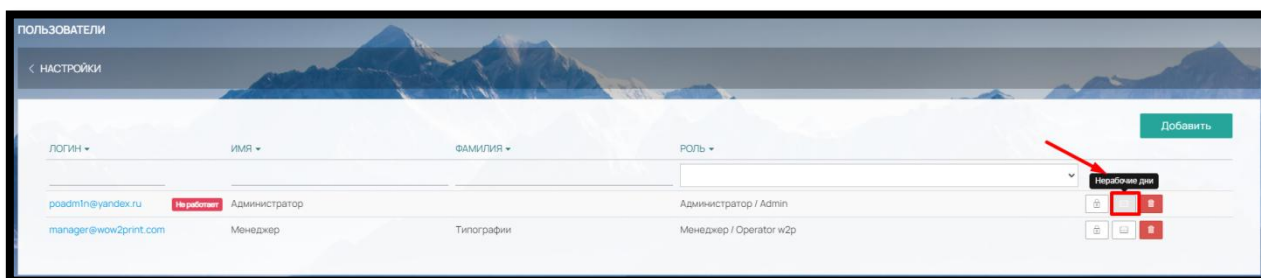 ПОЛЬЗОВАТЕЛИ
< НАСТРОЙКИ
Добавить
ЛОГИН ИМЯ ФАМИЛИЯ РОЛЬ
Нерабочие дни
poadm1n@yandex.ru Не работает Администратор Администратор / Admin
manager@wow2print.com Менеджер Типографии Менеджер / Operator w2p